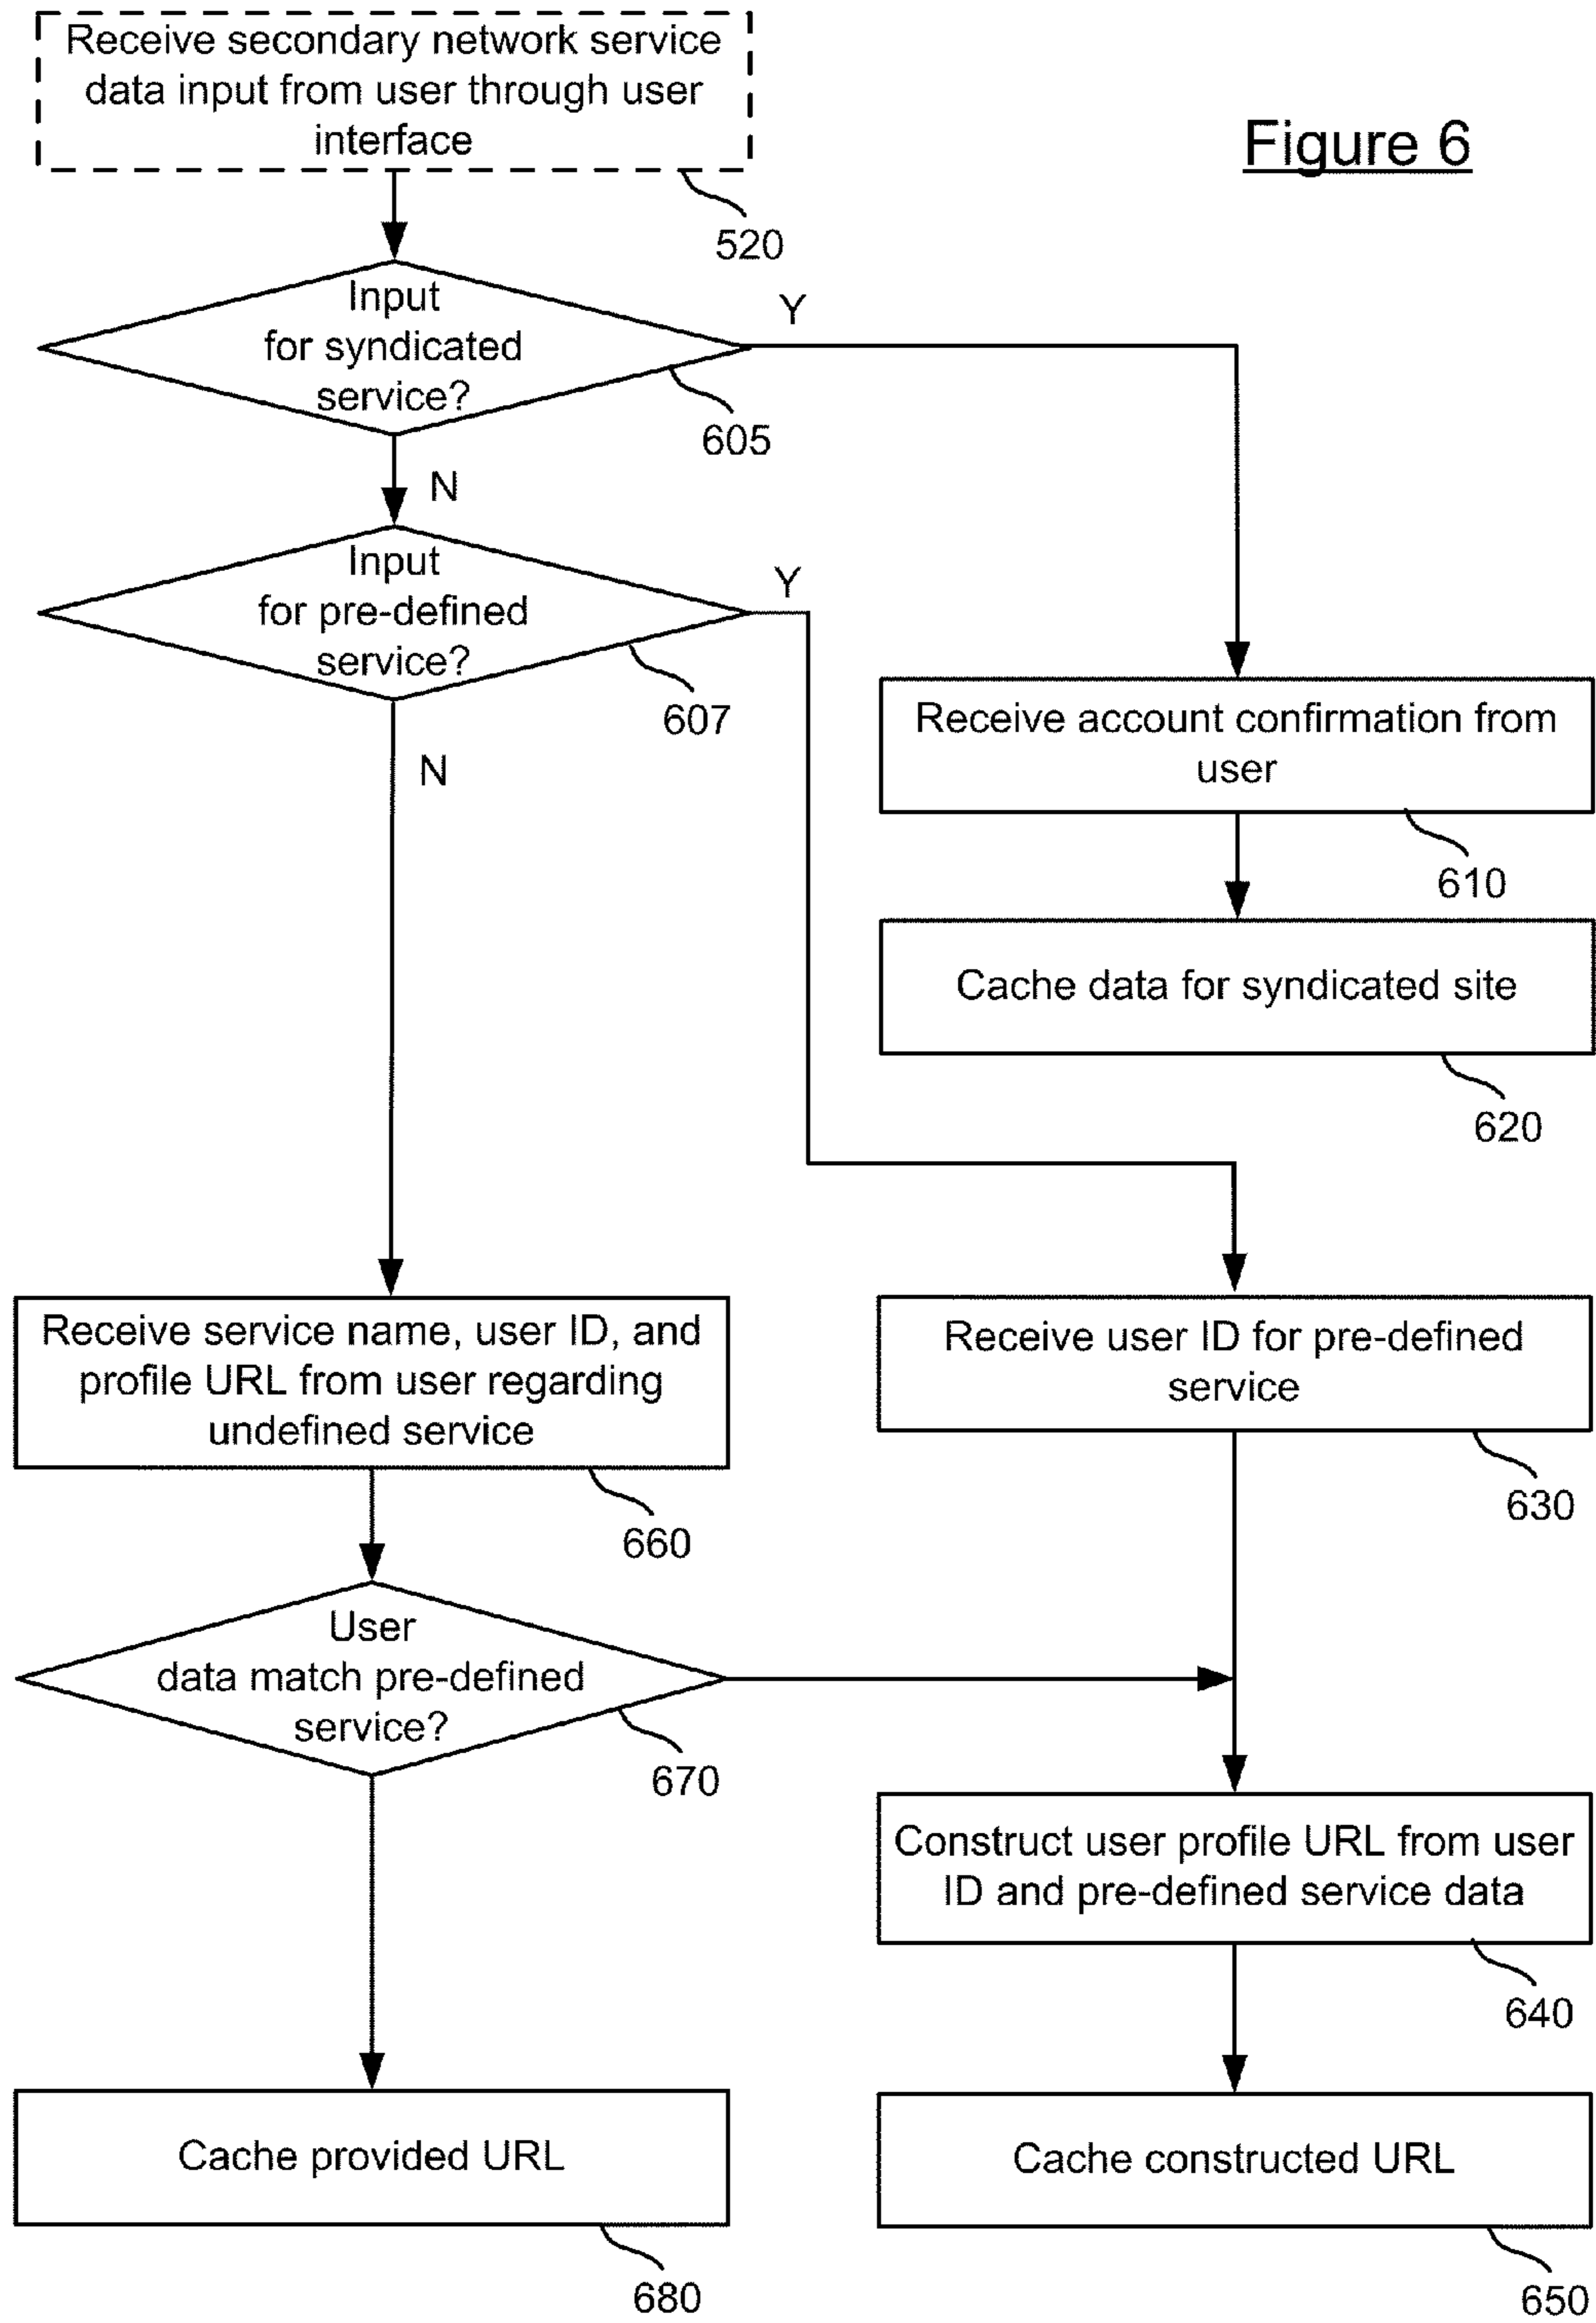 Receive secondary network service
data input from user through user
interface
Figure 6
520
Input
for syndicated
service?
Y
605
N
Input
for pre-defined
service?
Y
607
N
Receive account confirmation from
user
610
Cache data for syndicated site
620
Receive service name, user ID, and
profile URL from user regarding
undefined service
660
Receive user ID for pre-defined
service
630
User
data match pre-defined
service?
670
Construct user profile URL from user
ID and pre-defined service data
640
Cache provided URL
680
Cache constructed URL
650